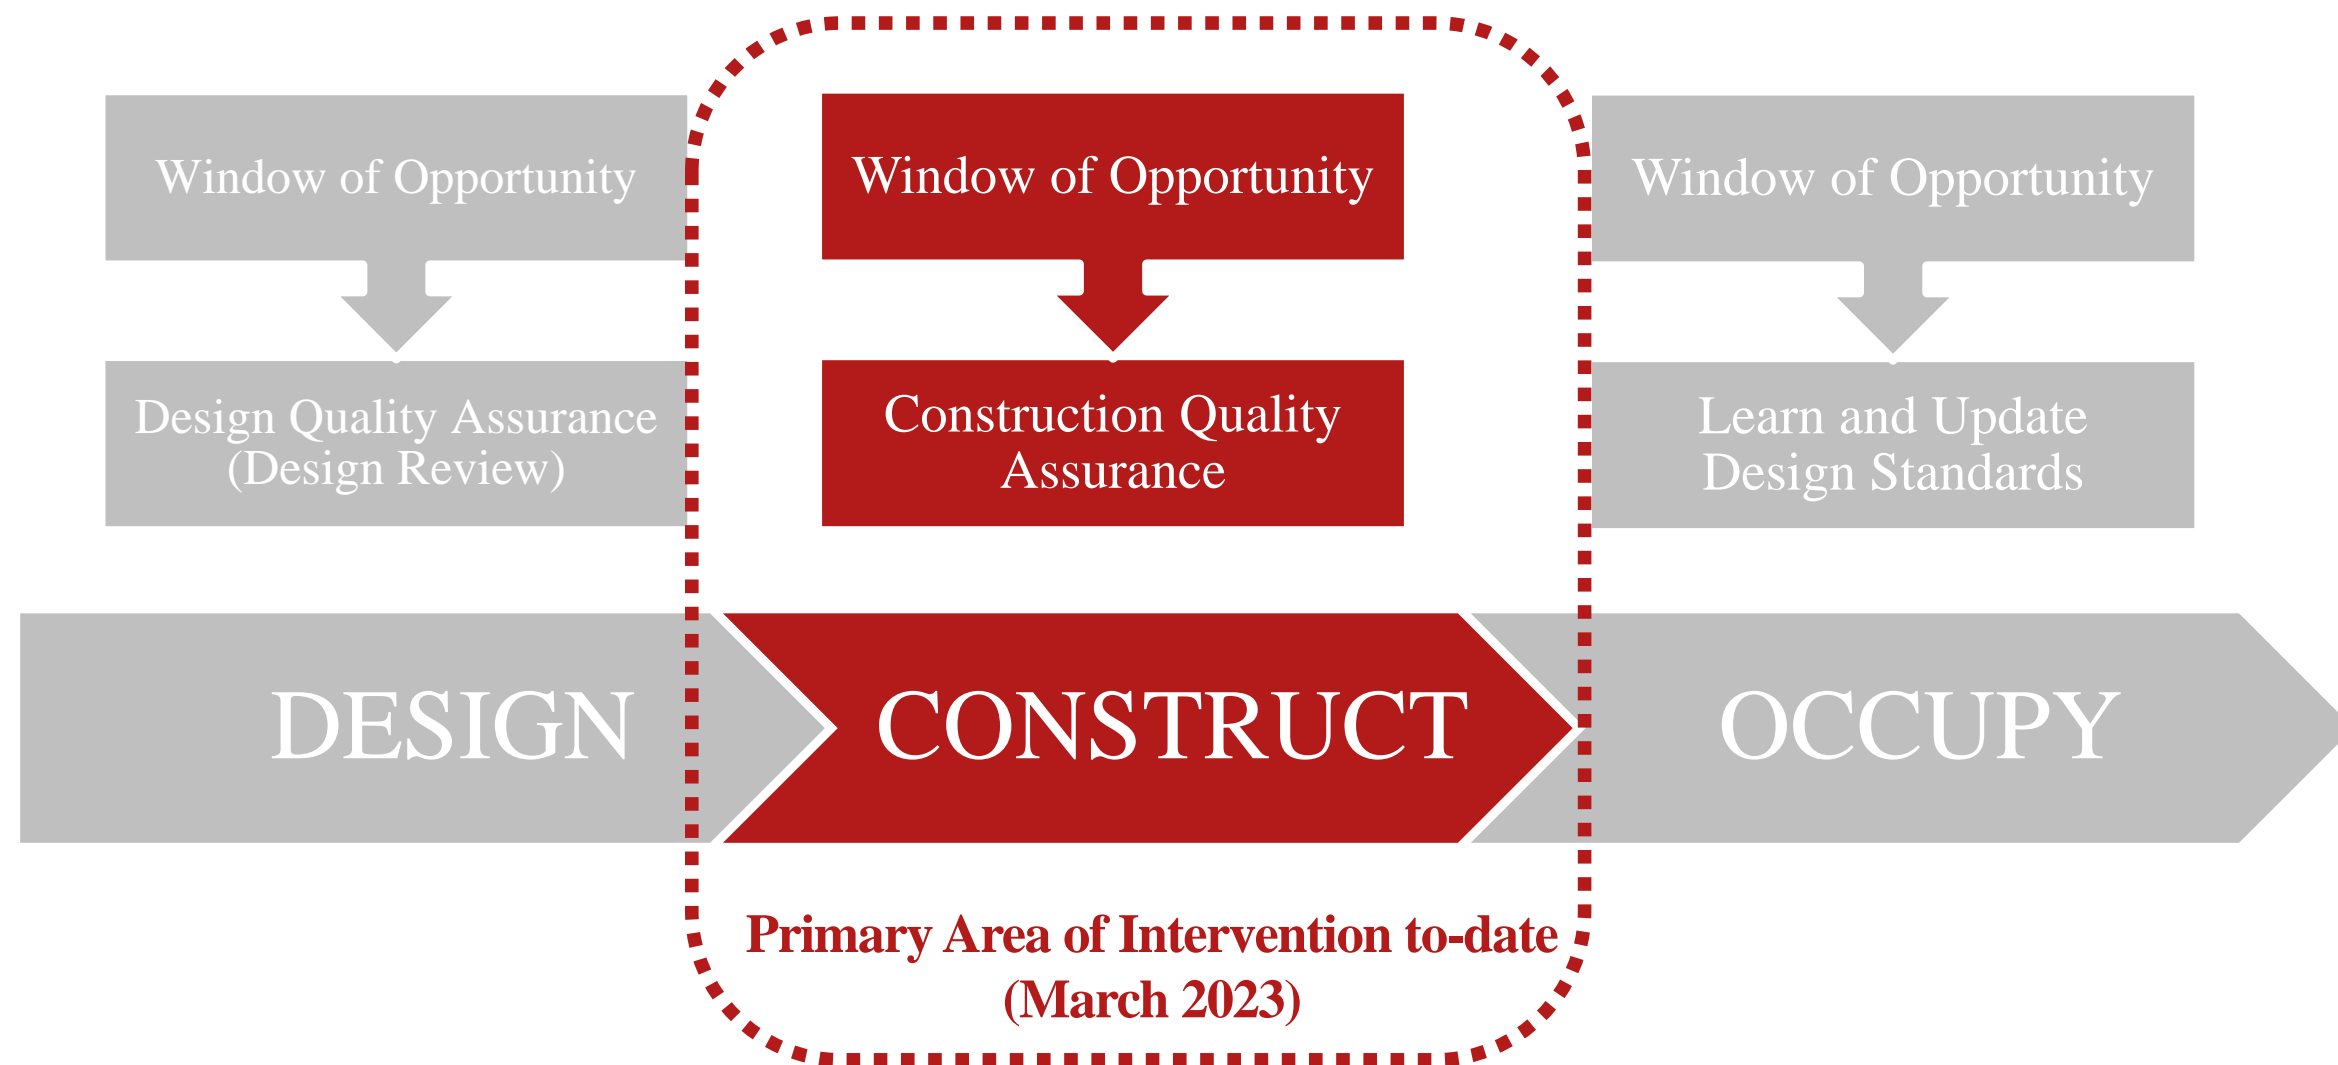 Window of Opportunity
Design Quality Assurance
(Design Review)
Window of Opportunity
Construction Quality
Assurance
Window of Opportunity
Learn and Update
Design Standards
DESIGN
CONSTRUCT
OCCUPY
Primary Area of Intervention to-date
(March 2023)